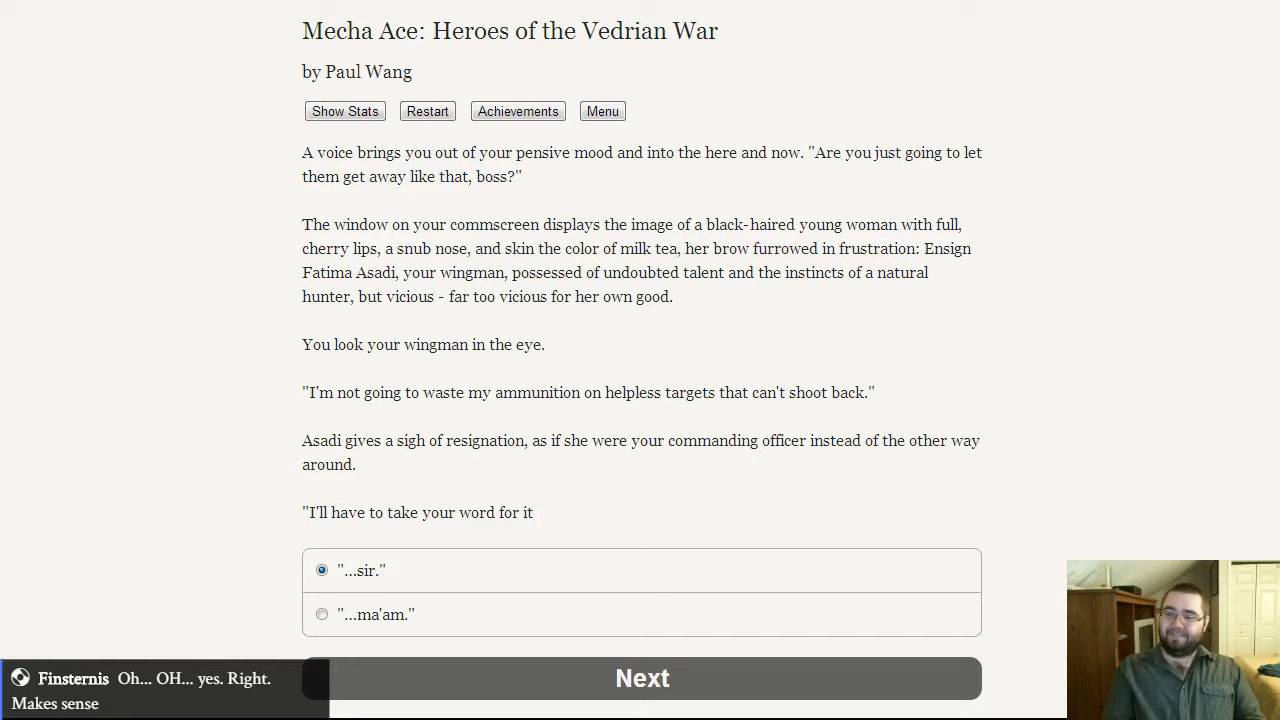 Mecha Ace: Heroes of the Vedrian War
by Paul Wang
Show Stats
Restart
Achievements
Menu
A voice brings you out of your pensive mood and into the here and now. "Are you just going to let
them get away like that, boss?"
The window on your commscreen displays the image of a black-haired young woman with full,
cherry lips, a snub nose, and skin the color of milk tea, her brow furrowed in frustration: Ensign
Fatima Asadi, your wingman, possessed of undoubted talent and the instincts of a natural
hunter, but vicious - far too vicious for her own good.
You look your wingman in the eye.
"I'm not going to waste my ammunition on helpless targets that can't shoot back."
Asadi gives a sigh of resignation, as if she were your commanding officer instead of the other way
around.
"I'll have to take your word for it
"...sir."
"...ma'am."
Next
Finsternis Oh... OH... yes. Right.
Makes sense